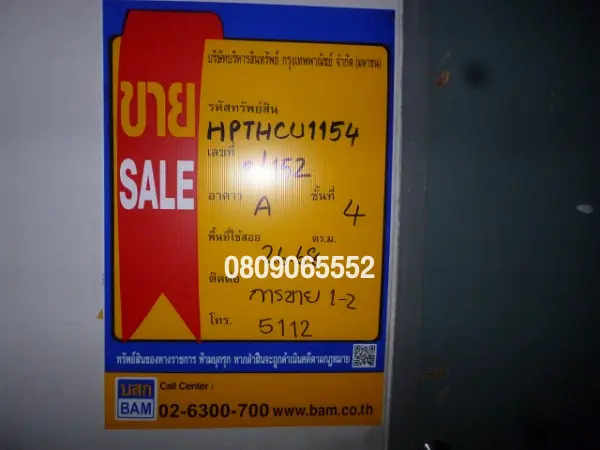 บริษัทบริหารสินทรัพย์ กรุงเทพพาณิชย์ จำกัด (มหาชน)
ขาย
SALE
รหัสทรัพย์สิน
HPTHCU1154
เลขที่ /152
อาคาร A ชั้นที่ 4
พื้นที่ใช้สอย ตร.ม.
0809065552
ติดต่อ การขาย 1-2
โทร. 5112
ทรัพย์สินของทางราชการ ห้ามบุกรุก หากฝ่าฝืนจะถูกดำเนินคดีตามกฎหมาย
บสก
BAM
Call Center :
02-6300-700 www.bam.co.th